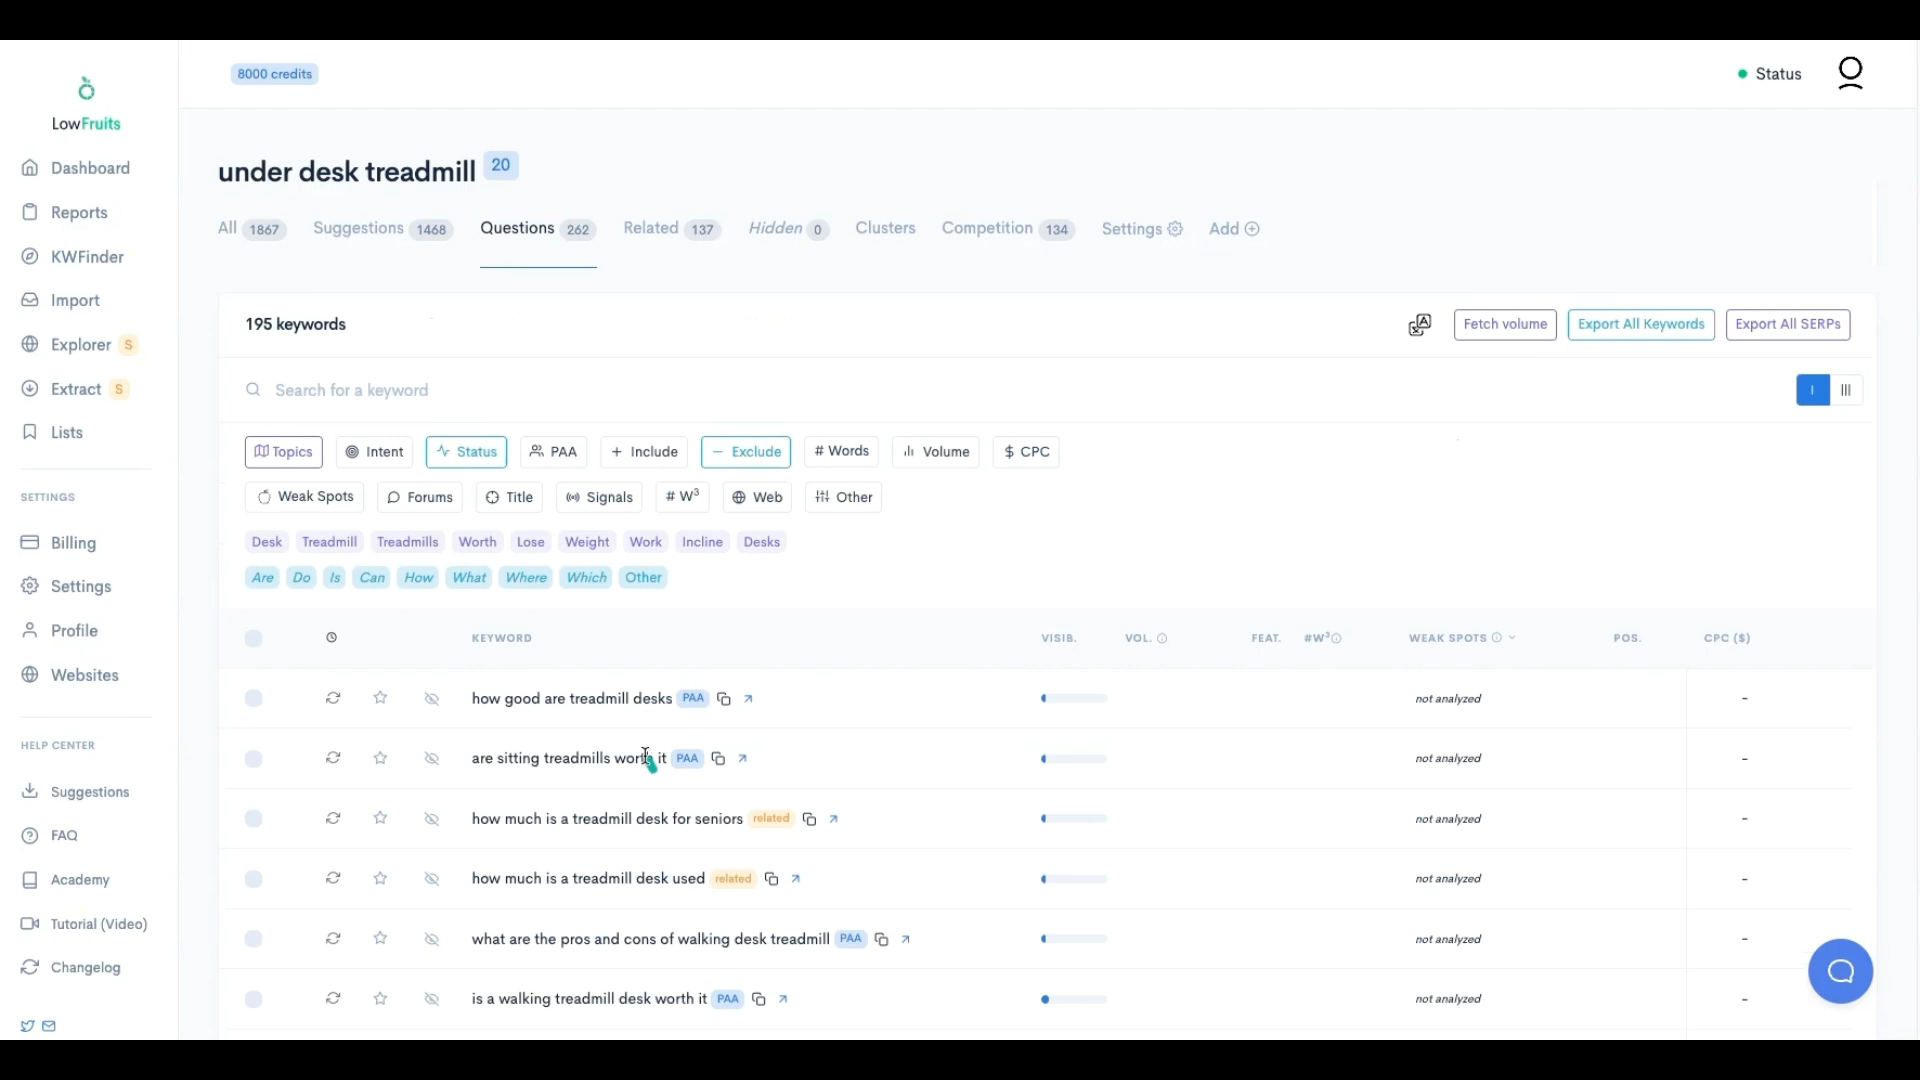 8000 credits
Status
LowFruits
Dashboard
Reports
KWFinder
Import
Explorer S
Extract S
Lists
SETTINGS
Billing
Settings
Profile
Websites
HELP CENTER
Suggestions
FAQ
Academy
Tutorial (Video)
Changelog
under desk treadmill 20
All 1867 Suggestions 1468 Questions 262 Related 137 Hidden 0 Clusters Competition 134 Settings Add
195 keywords
Fetch volume Export All Keywords Export All SERPs
Search for a keyword
Topics Intent Status PAA + Include − Exclude # Words Volume $ CPC
Weak Spots Forums Title Signals # W³ Web Other
Desk Treadmill Treadmills Worth Lose Weight Work Incline Desks
Are Do Is Can How What Where Which Other
KEYWORD VISIB. VOL. FEAT. #W³ WEAK SPOTS POS. CPC ($)
how good are treadmill desks PAA not analyzed -
are sitting treadmills worth it PAA not analyzed -
how much is a treadmill desk for seniors related not analyzed -
how much is a treadmill desk used related not analyzed -
what are the pros and cons of walking desk treadmill PAA not analyzed -
is a walking treadmill desk worth it PAA not analyzed -